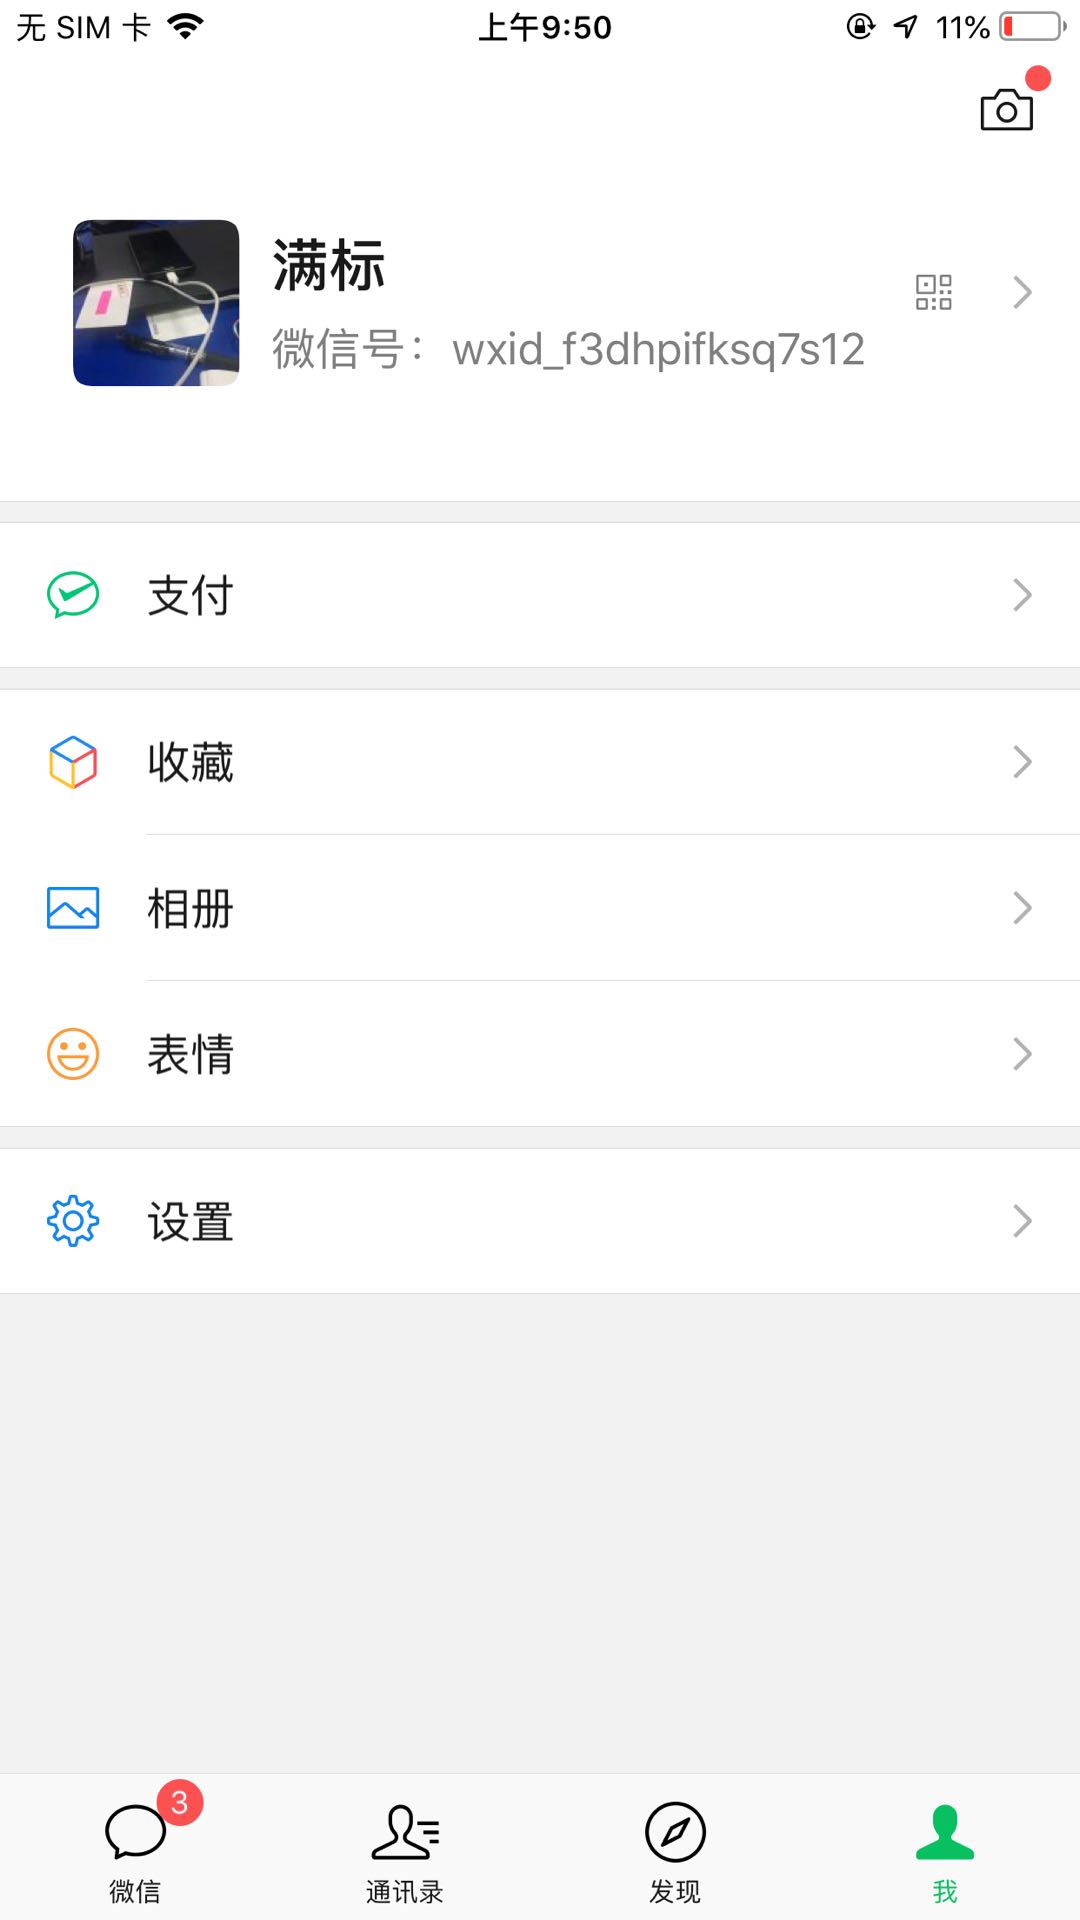 无 SIM 卡 上午9:50 11%
满标
微信号：wxid_f3dhpifksq7s12
支付
收藏
相册
表情
设置
3
微信 通讯录 发现 我